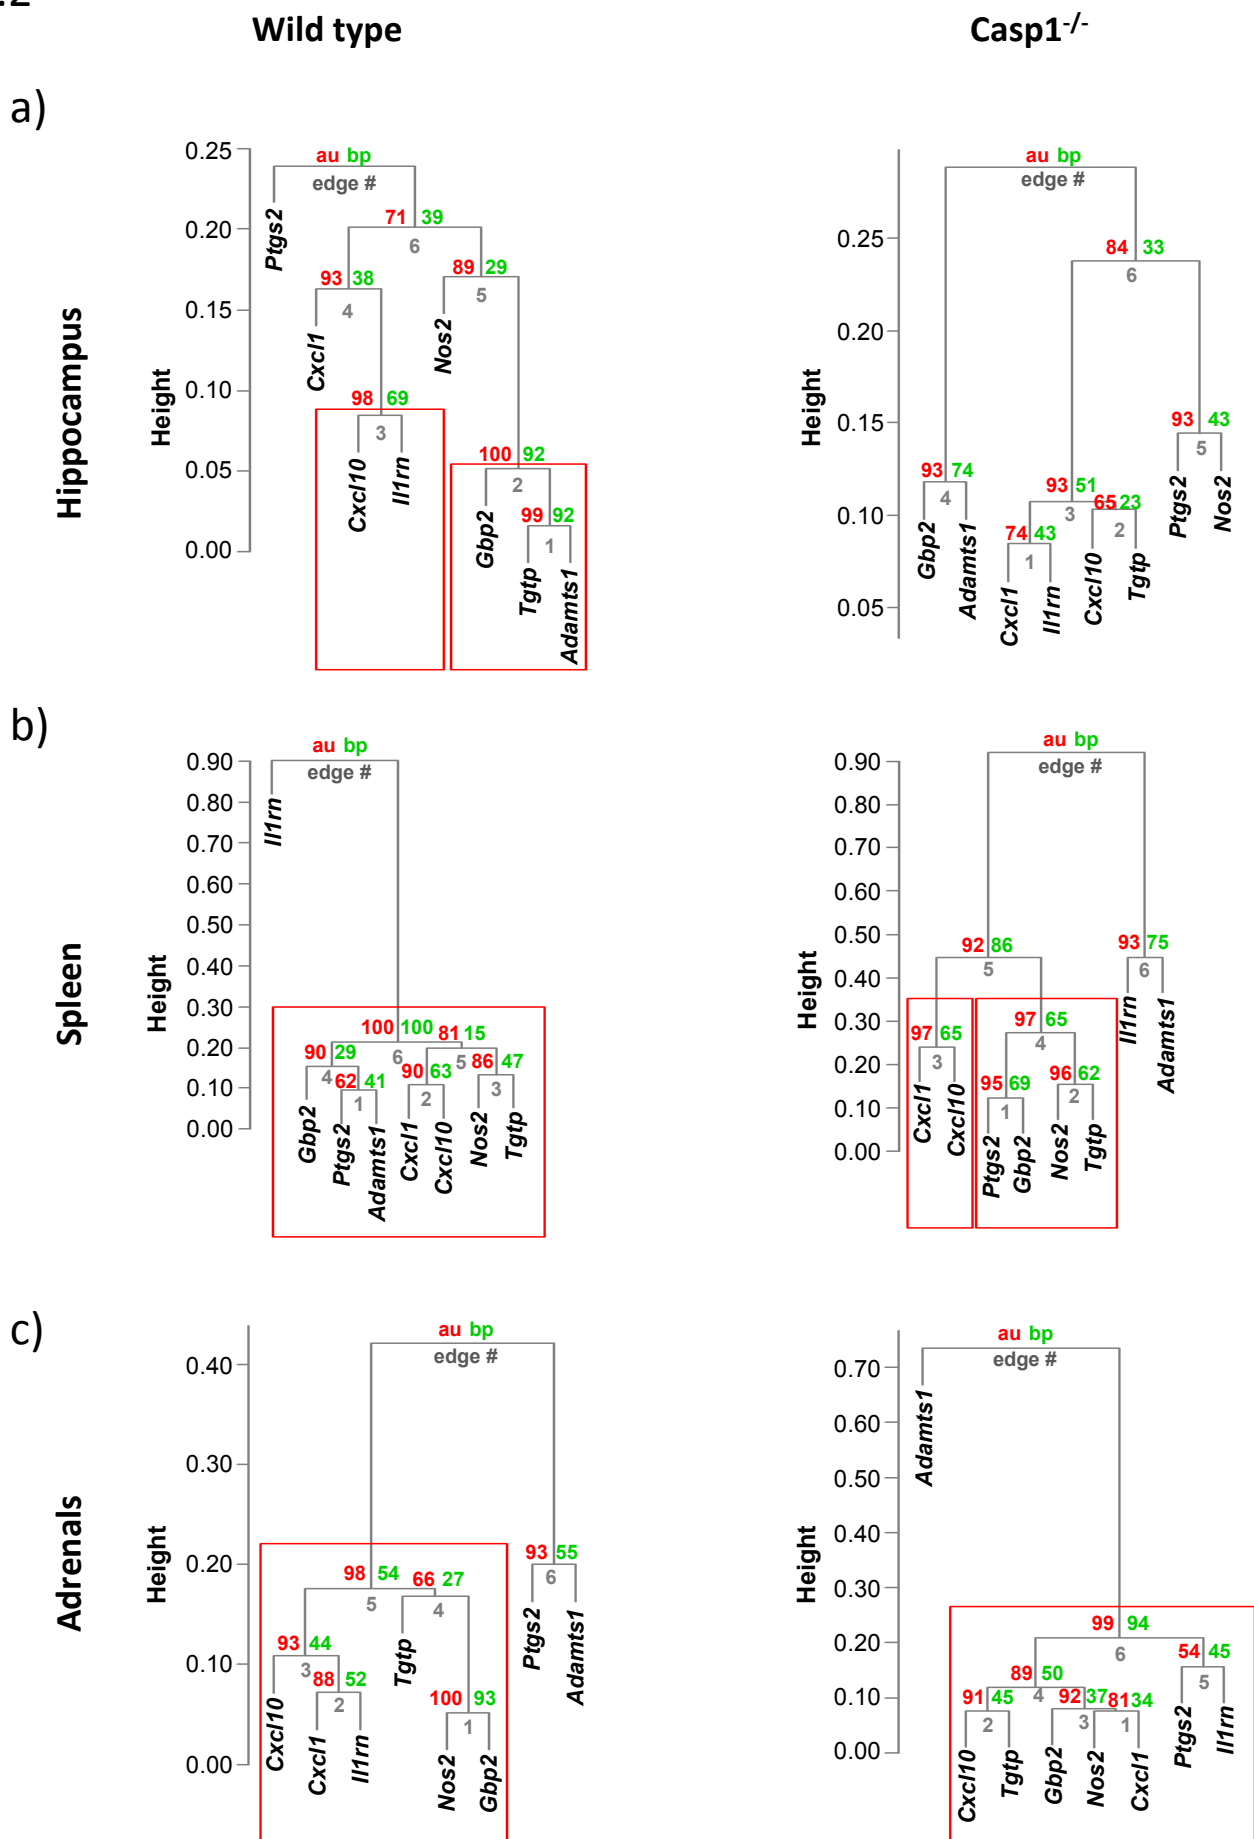 Wild type
Casp1-/-
a)
Hippocampus
Height
0.25
0.20
0.15
0.10
0.05
0.00
au bp
edge #
Ptgs2
71 39
6
93 38
4
89 29
5
Cxcl1
Nos2
98 69
3
Cxcl10
Il1rn
100 92
2
Gbp2
99 92
1
Tgtp
Adamts1
Height
0.25
0.20
0.15
0.10
0.05
au bp
edge #
84 33
6
93 43
5
Ptgs2
Nos2
93 74
4
Gbp2
Adamts1
93 51
3
65 23
2
74 43
1
Cxcl1
Il1rn
Cxcl10
Tgtp
b)
Spleen
Height
0.90
0.80
0.70
0.60
0.50
0.40
0.30
0.20
0.10
0.00
au bp
edge #
Il1rn
100 100
6
81 15
5
90 29
4
62 41
1
90 63
2
86 47
3
Gbp2
Ptgs2
Adamts1
Cxcl1
Cxcl10
Nos2
Tgtp
Height
0.90
0.80
0.70
0.60
0.50
0.40
0.30
0.20
0.10
0.00
au bp
edge #
92 86
5
93 75
6
Il1rn
Adamts1
97 65
3
97 65
4
95 69
1
96 62
2
Cxcl1
Cxcl10
Ptgs2
Gbp2
Nos2
Tgtp
c)
Adrenals
Height
0.40
0.30
0.20
0.10
0.00
au bp
edge #
98 54
5
66 27
4
93 55
6
Ptgs2
Adamts1
93 44
3
88 52
2
Tgtp
100 93
1
Cxcl10
Cxcl1
Il1rn
Nos2
Gbp2
Height
0.70
0.60
0.50
0.40
0.30
0.20
0.10
0.00
au bp
edge #
Adamts1
99 94
6
54 45
5
89 50
4
91 45
2
92 37
3
81 34
1
Cxcl10
Tgtp
Gbp2
Nos2
Cxcl1
Ptgs2
Il1rn